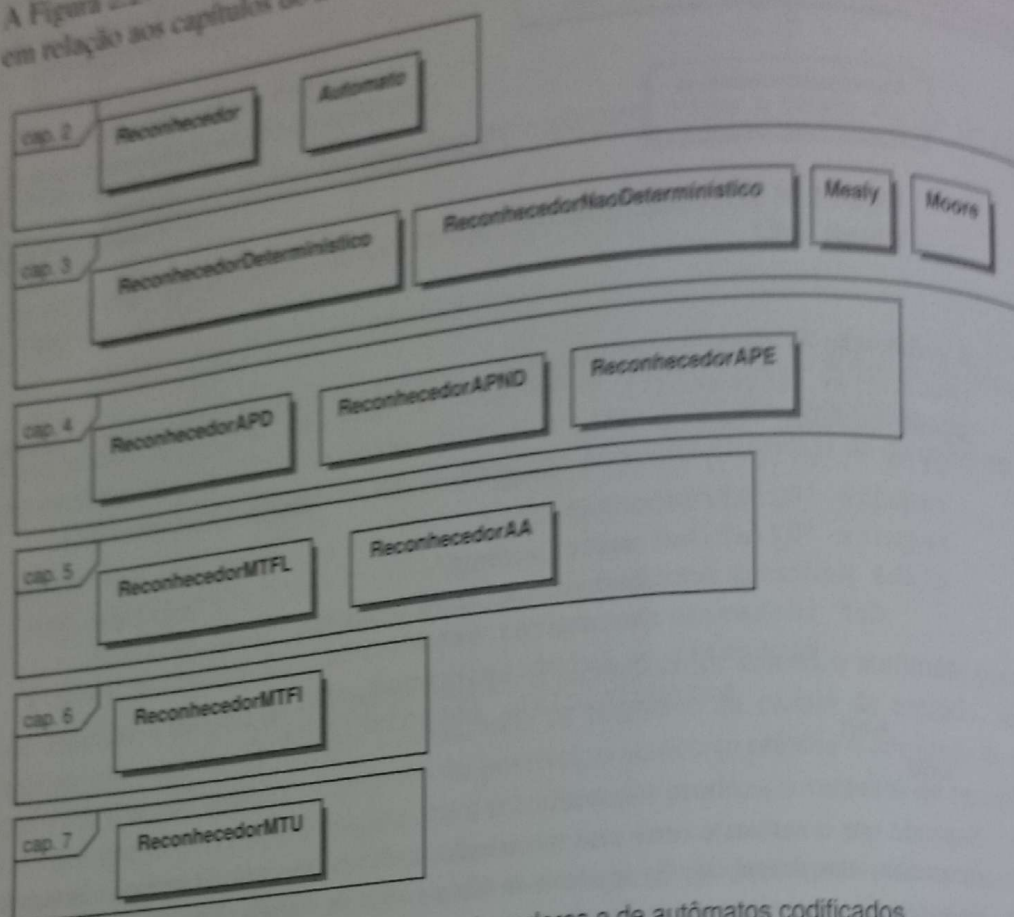 A Figura
em relação aos capítulos
cap. 2
Reconhecedor
Automato
cap. 3
ReconhecedorDeterministico
ReconhecedorNaoDeterministico
Mealy
Moore
cap. 4
ReconhecedorAPD
ReconhecedorAPND
ReconhecedorAPE
cap. 5
ReconhecedorMTFL
ReconhecedorAA
cap. 6
ReconhecedorMTFI
cap. 7
ReconhecedorMTU
e de autômatos codificados